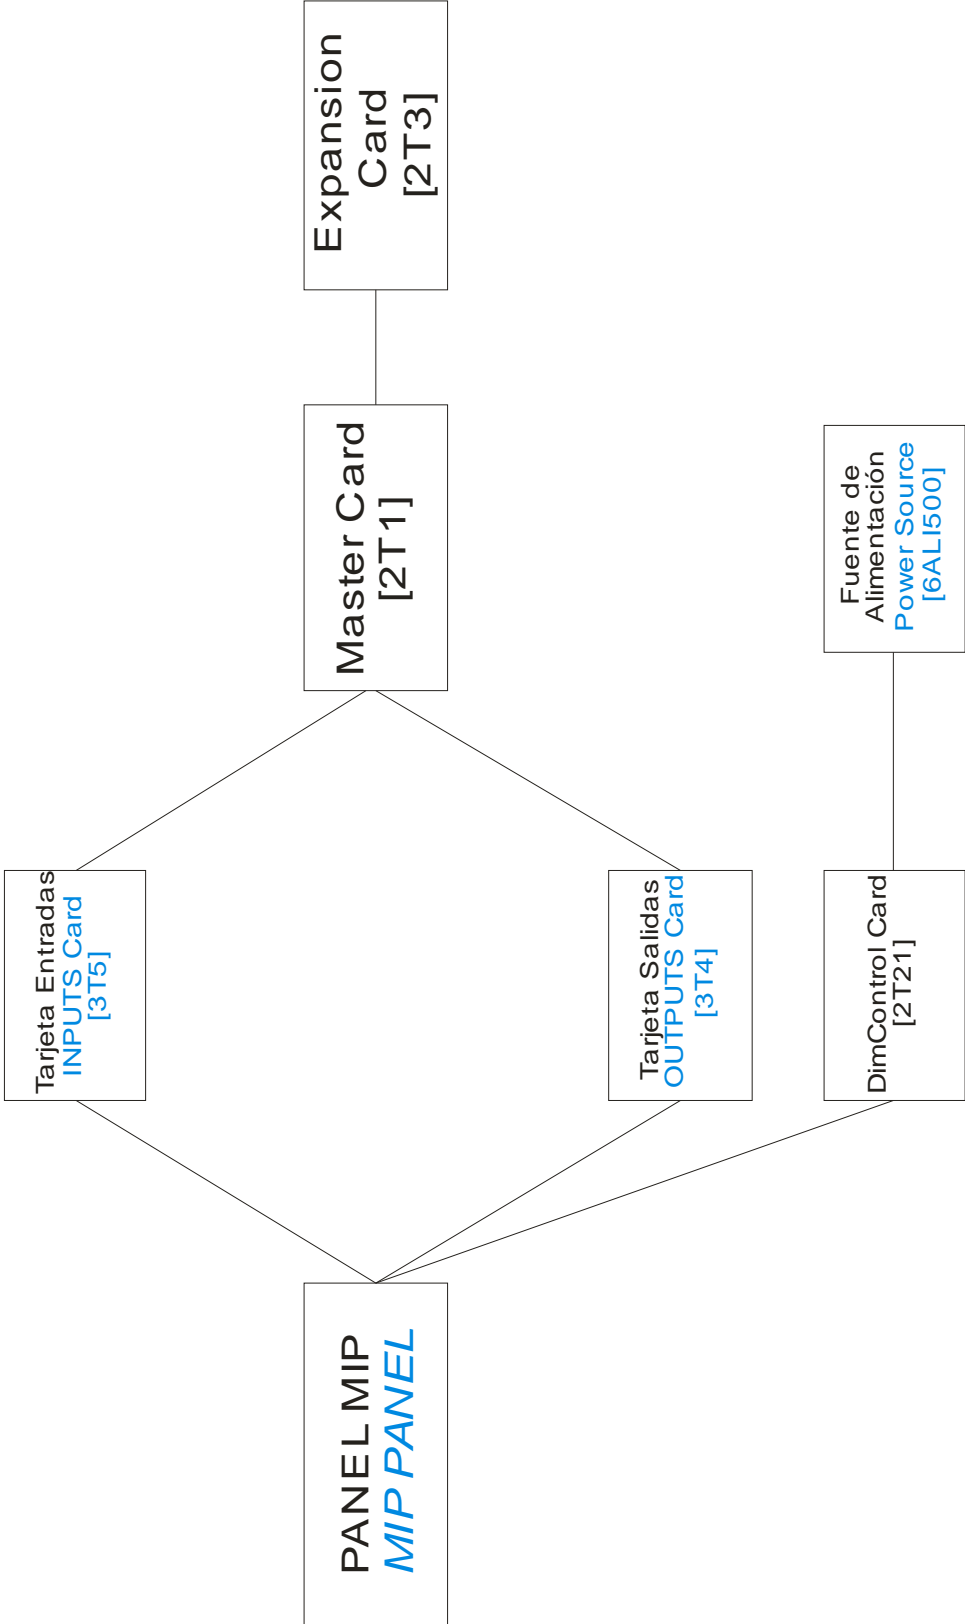 PANEL MIP
MIP PANEL
Tarjeta Entradas
INPUTS Card
[3T5]
Tarjeta Salidas
OUTPUTS Card
[3T4]
DimControl Card
[2T21]
Master Card
[2T1]
Fuente de
Alimentación
Power Source
[6ALI500]
Expansion
Card
[2T3]